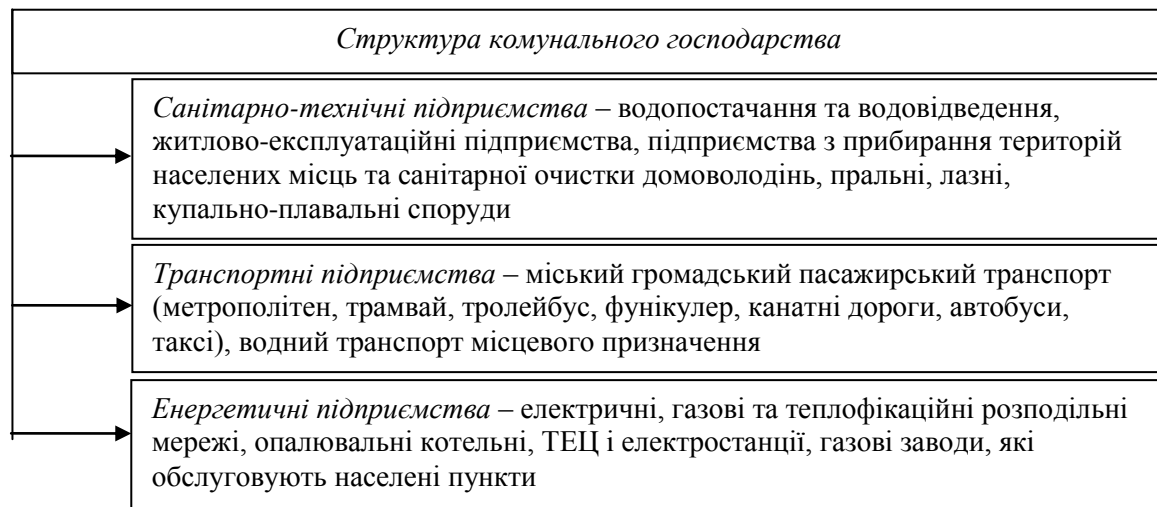 Структура комунального господарства
Санітарно-технічні підприємства – водопостачання та водовідведення,
житлово-експлуатаційні підприємства, підприємства з прибирання територій
населених місць та санітарної очистки домоволодінь, пральні, лазні,
купально-плавальні споруди
Транспортні підприємства – міський громадський пасажирський транспорт
(метрополітен, трамвай, тролейбус, фунікулер, канатні дороги, автобуси,
таксі), водний транспорт місцевого призначення
Енергетичні підприємства – електричні, газові та теплофікаційні розподільні
мережі, опалювальні котельні, ТЕЦ і електростанції, газові заводи, які
обслуговують населені пункти